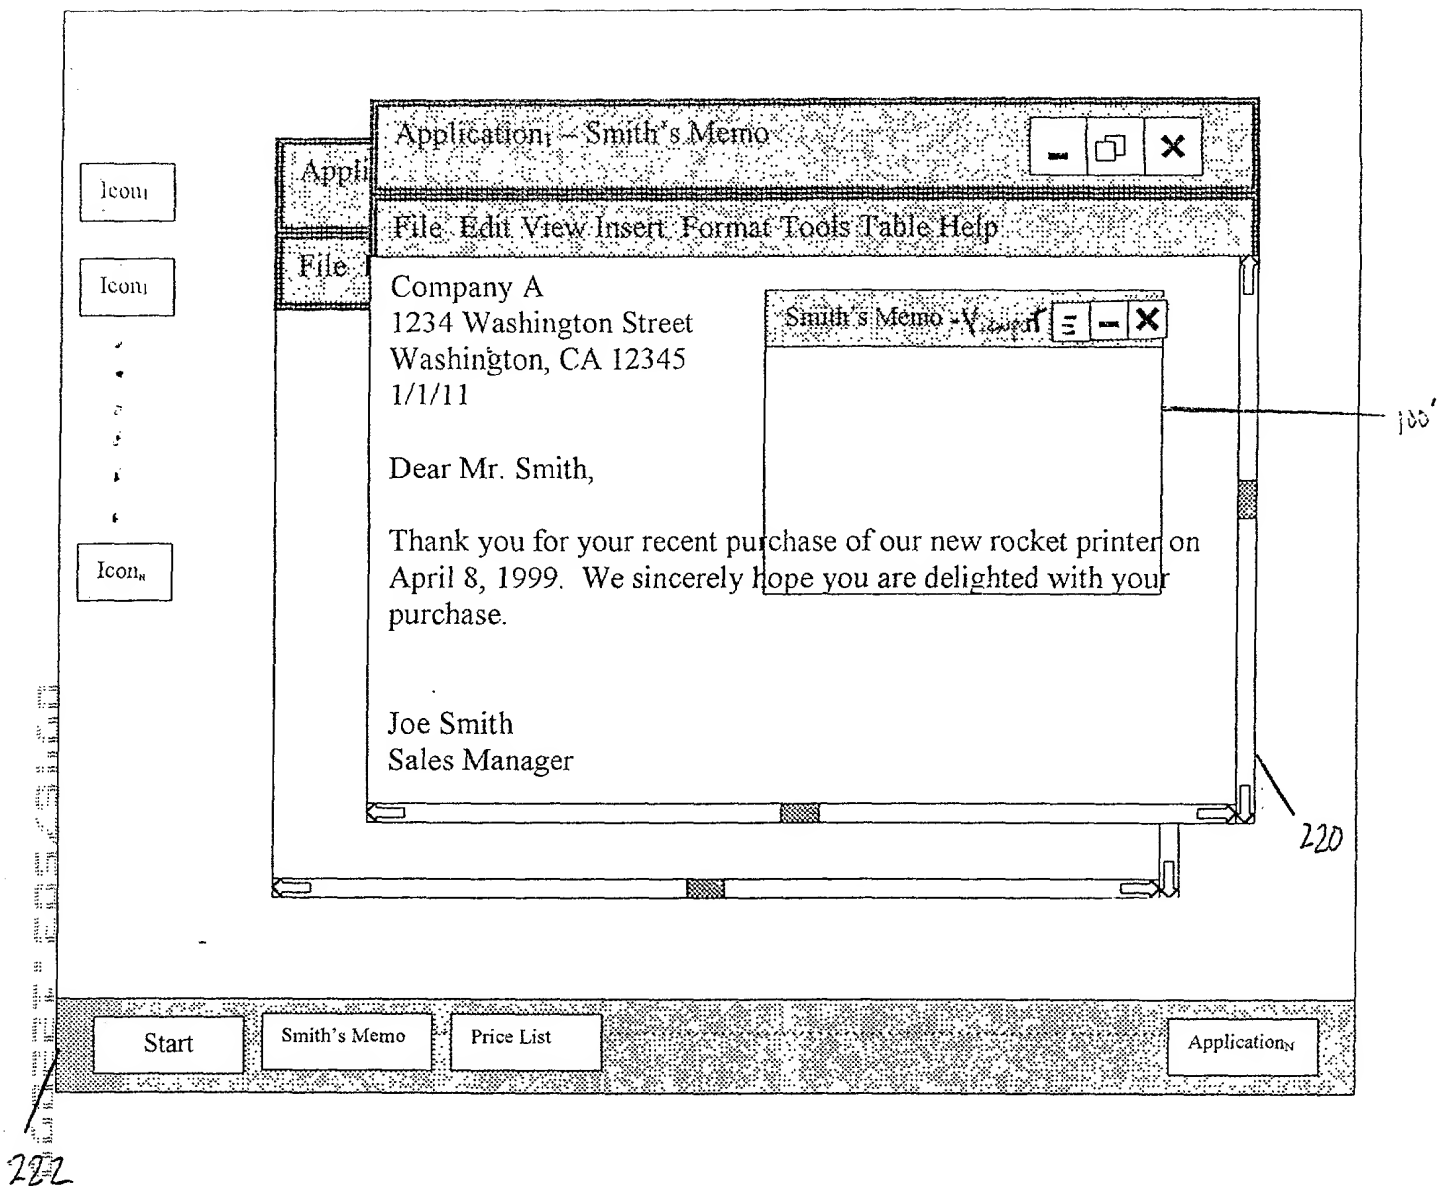 Application₁ – Smith's Memo
Appli
Icon₁
File Edit View Insert Format Tools Table Help
File
Company A
Icon₁
1234 Washington Street
Smith's Memo -
Washington, CA 12345
1/1/11
100'
Dear Mr. Smith,
Thank you for your recent purchase of our new rocket printer on
April 8, 1999. We sincerely hope you are delighted with your
Iconₙ
purchase.
Joe Smith
Sales Manager
220
Start
Smith's Memo
Price List
Applicationₙ
222